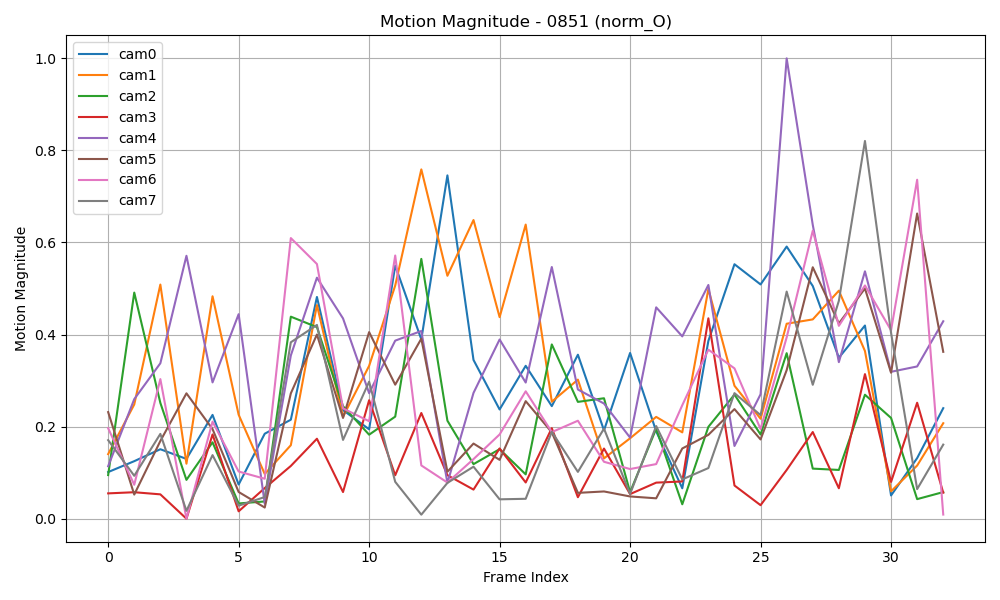 Motion Magnitude - 0851 (norm_O)
cam0
cam1
cam2
cam3
cam4
cam5
cam6
cam7
Motion Magnitude
1.0
0.8
0.6
0.4
0.2
0.0
0 5 10 15 20 25 30
Frame Index